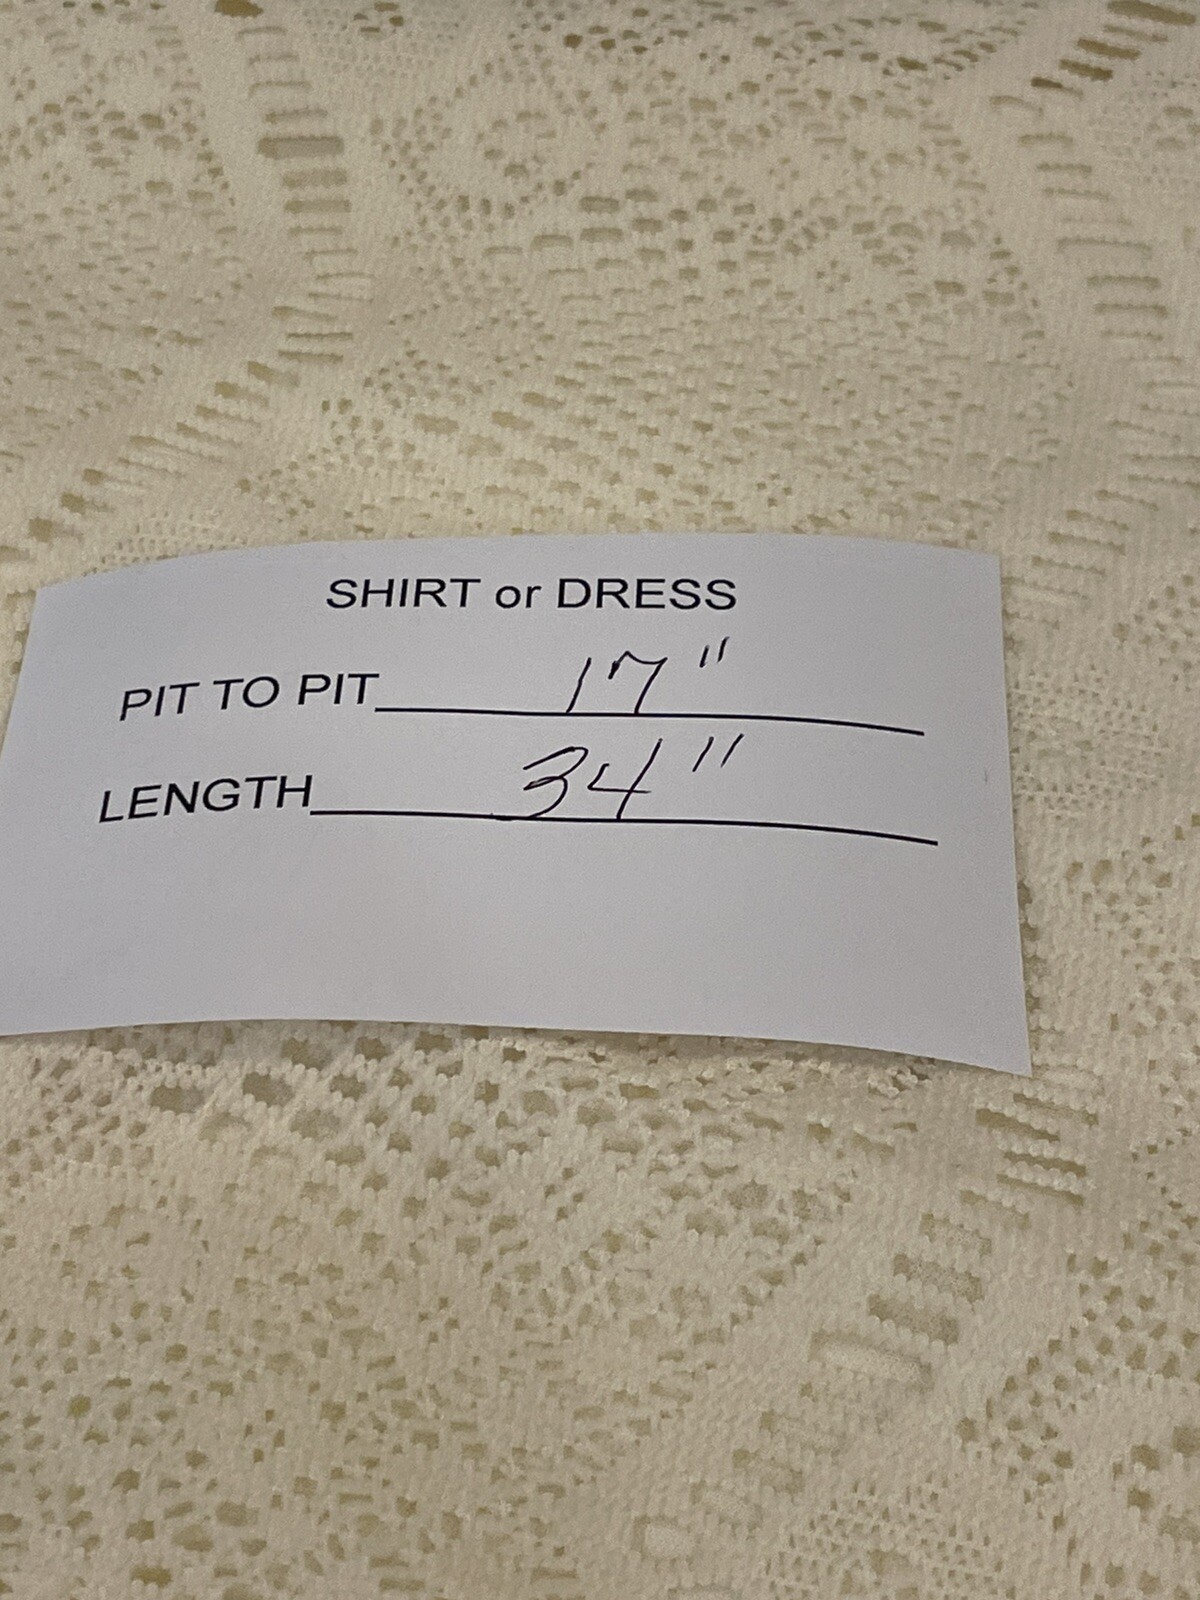 SHIRT or DRESS
PIT TO PIT 17"
LENGTH 34"